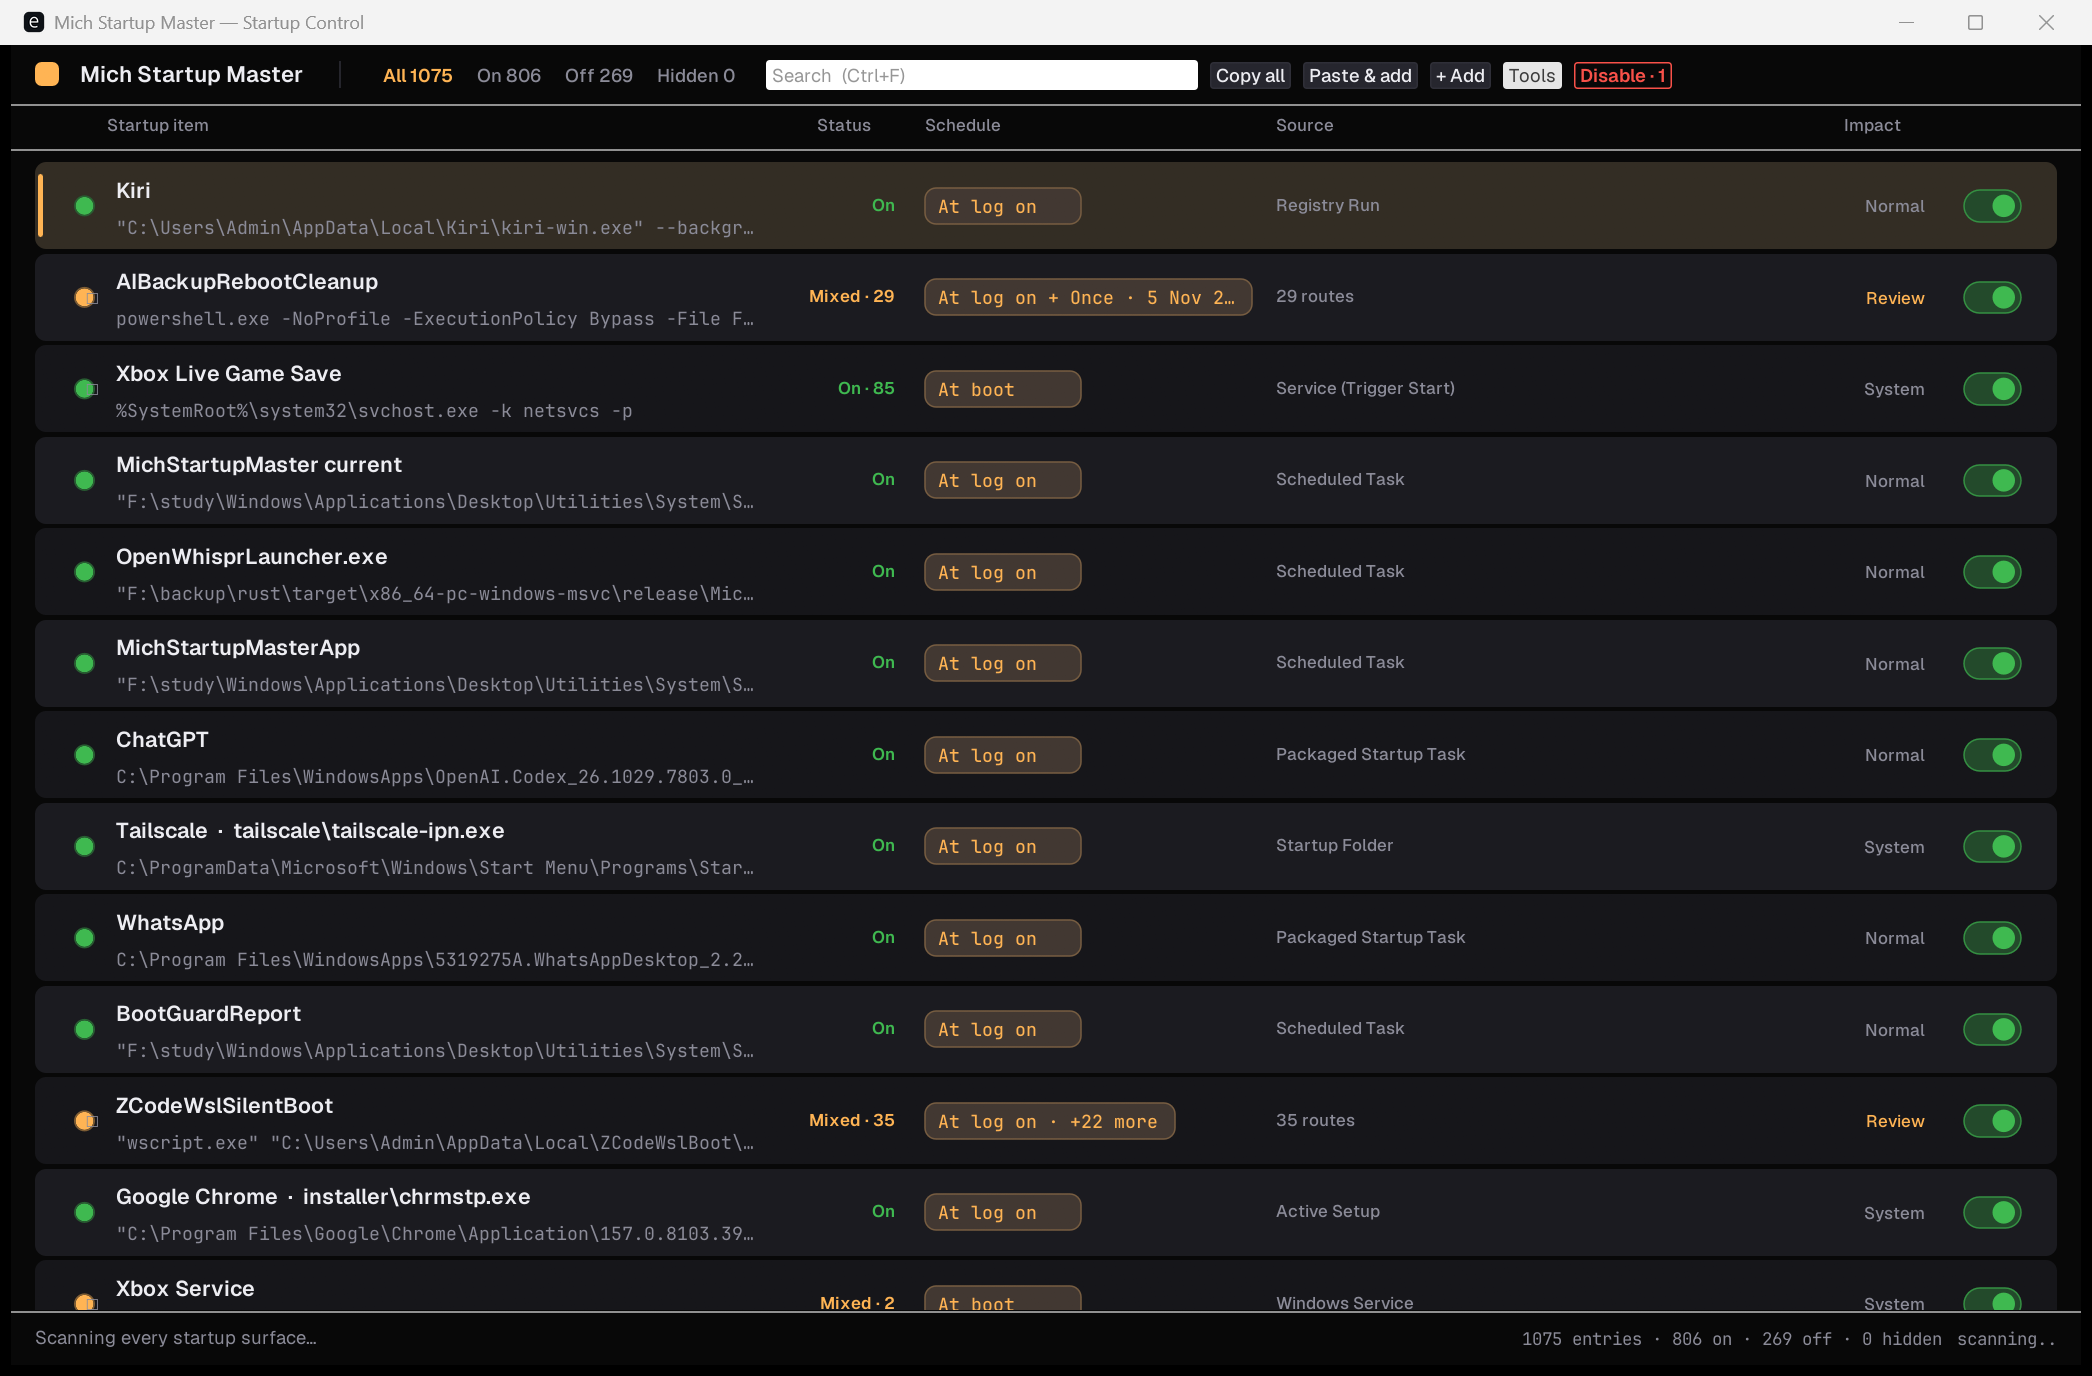 Mich Startup Master — Startup Control
Mich Startup Master All 1075 On 806 Off 269 Hidden 0 Search (Ctrl+F) Copy all Paste & add + Add Tools Disable · 1
Startup item Status Schedule Source Impact
Kiri
"C:\Users\Admin\AppData\Local\Kiri\kiri-win.exe" --backgr…
On At log on Registry Run Normal
AIBackupRebootCleanup
powershell.exe -NoProfile -ExecutionPolicy Bypass -File F…
Mixed · 29 At log on + Once · 5 Nov 2… 29 routes Review
Xbox Live Game Save
%SystemRoot%\system32\svchost.exe -k netsvcs -p
On · 85 At boot Service (Trigger Start) System
MichStartupMaster current
"F:\study\Windows\Applications\Desktop\Utilities\System\S…
On At log on Scheduled Task Normal
OpenWhisprLauncher.exe
"F:\backup\rust\target\x86_64-pc-windows-msvc\release\Mic…
On At log on Scheduled Task Normal
MichStartupMasterApp
"F:\study\Windows\Applications\Desktop\Utilities\System\S…
On At log on Scheduled Task Normal
ChatGPT
C:\Program Files\WindowsApps\OpenAI.Codex_26.1029.7803.0_…
On At log on Packaged Startup Task Normal
Tailscale · tailscale\tailscale-ipn.exe
C:\ProgramData\Microsoft\Windows\Start Menu\Programs\Star…
On At log on Startup Folder System
WhatsApp
C:\Program Files\WindowsApps\5319275A.WhatsAppDesktop_2.2…
On At log on Packaged Startup Task Normal
BootGuardReport
"F:\study\Windows\Applications\Desktop\Utilities\System\S…
On At log on Scheduled Task Normal
ZCodeWslSilentBoot
"wscript.exe" "C:\Users\Admin\AppData\Local\ZCodeWslBoot\…
Mixed · 35 At log on · +22 more 35 routes Review
Google Chrome · installer\chrmstp.exe
"C:\Program Files\Google\Chrome\Application\157.0.8103.39…
On At log on Active Setup System
Xbox Service
Mixed · 2 At boot Windows Service System
Scanning every startup surface…
1075 entries · 806 on · 269 off · 0 hidden scanning..